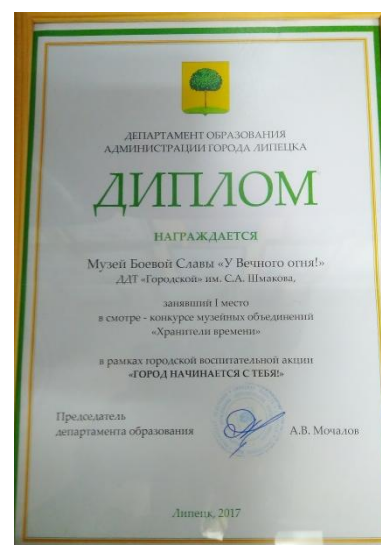 ДЕПАРТАМЕНТ ОБРАЗОВАНИЯ
АДМИНИСТРАЦИИ ГОРОДА ЛИПЕЦКА
ДИПЛОМ
НАГРАЖДАЕТСЯ
Музей Боевой Славы «У Вечного огня!»
ДДТ «Городской» им. С.А. Шмакова,
занявший I место
в смотре - конкурсе музейных объединений
«Хранители времени»
в рамках городской воспитательной акции
«ГОРОД НАЧИНАЕТСЯ С ТЕБЯ!»
Председатель
департамента образования А.В. Мочалов
Липецк, 2017